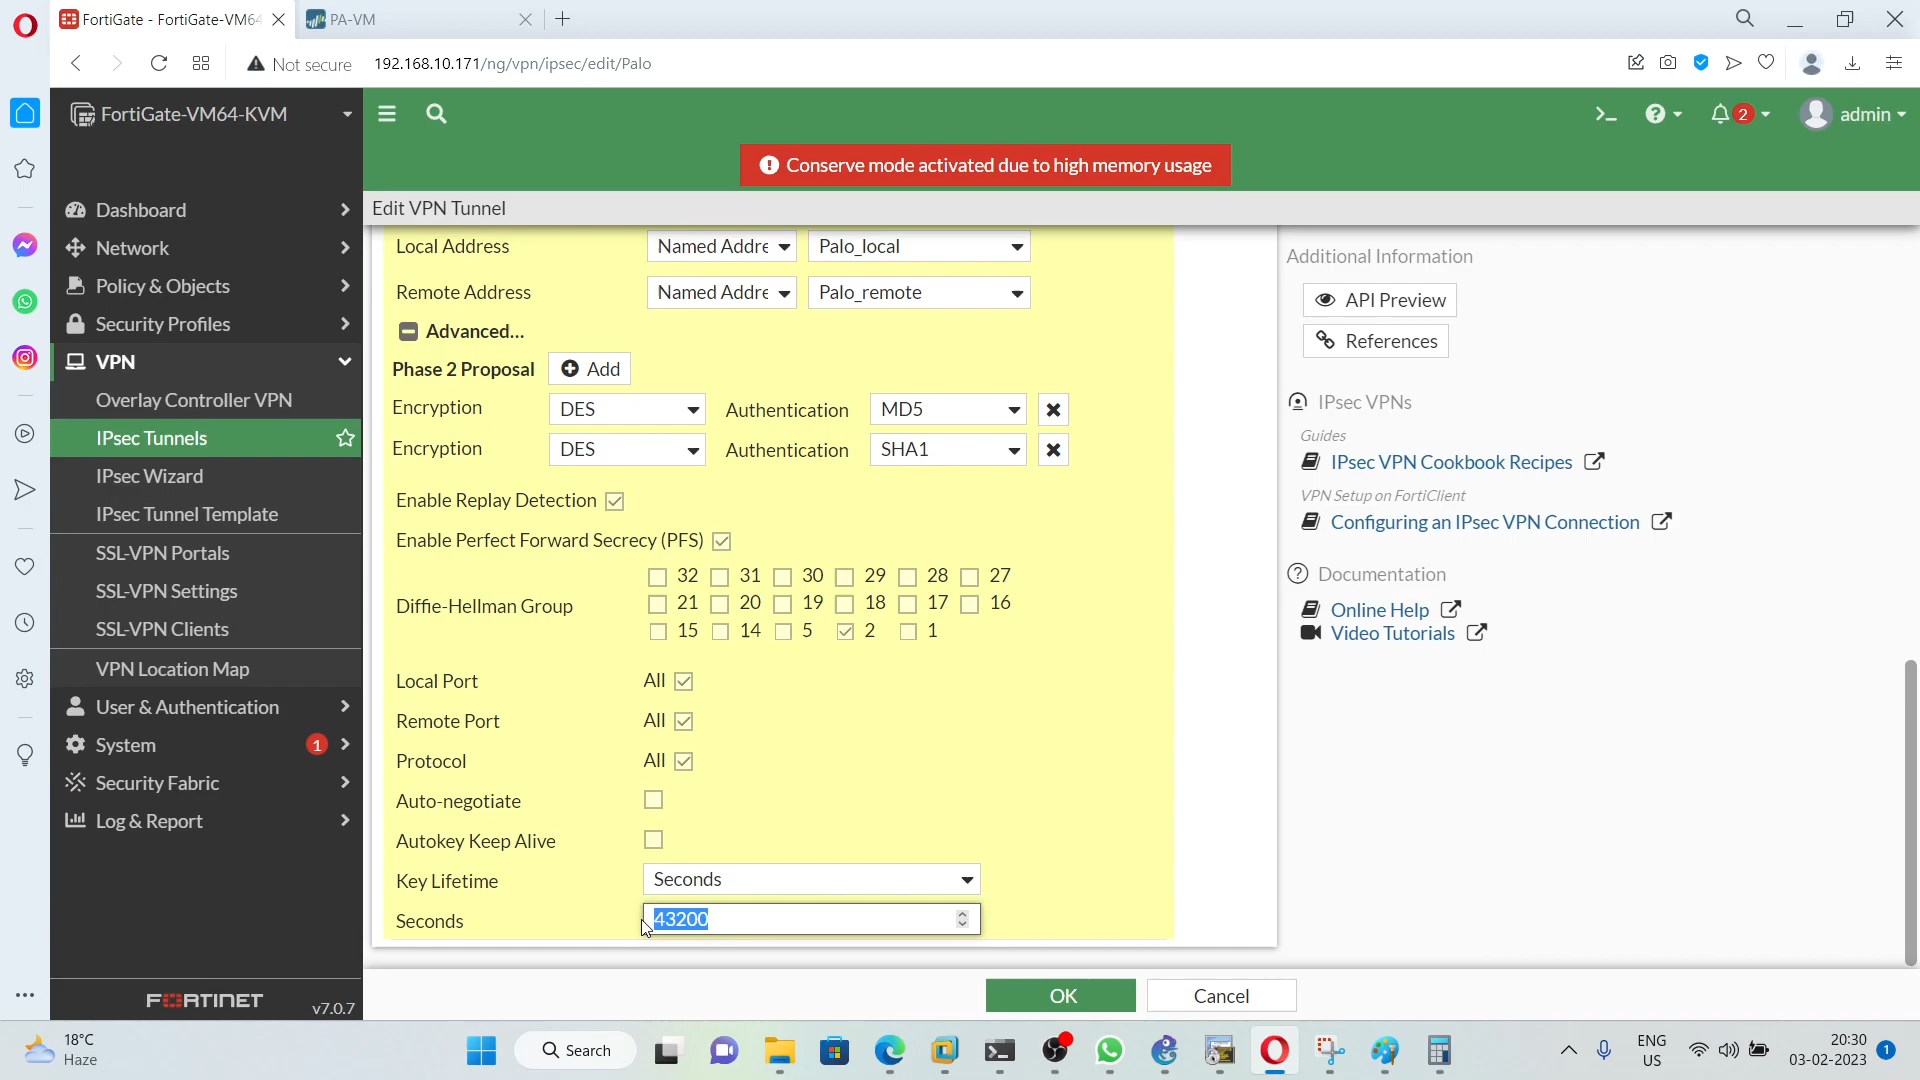 FortiGate - FortiGate-VM64
PA-VM
Not secure 192.168.10.171/ng/vpn/ipsec/edit/Palo
FortiGate-VM64-KVM
2
admin
Conserve mode activated due to high memory usage
Edit VPN Tunnel
Dashboard
Network
Policy & Objects
Security Profiles
VPN
Overlay Controller VPN
IPsec Tunnels
IPsec Wizard
IPsec Tunnel Template
SSL-VPN Portals
SSL-VPN Settings
SSL-VPN Clients
VPN Location Map
User & Authentication
System 1
Security Fabric
Log & Report
FORTINET v7.0.7
Local Address Named Addre Palo_local
Remote Address Named Addre Palo_remote
Advanced...
Phase 2 Proposal Add
Encryption DES Authentication MD5
Encryption DES Authentication SHA1
Enable Replay Detection
Enable Perfect Forward Secrecy (PFS)
32 31 30 29 28 27
Diffie-Hellman Group 21 20 19 18 17 16
15 14 5 2 1
Local Port All
Remote Port All
Protocol All
Auto-negotiate
Autokey Keep Alive
Key Lifetime Seconds
Seconds 43200
OK Cancel
Additional Information
API Preview
References
IPsec VPNs
Guides
IPsec VPN Cookbook Recipes
VPN Setup on FortiClient
Configuring an IPsec VPN Connection
Documentation
Online Help
Video Tutorials
18°C
Haze
Search
ENG
US
20:30
03-02-2023
1